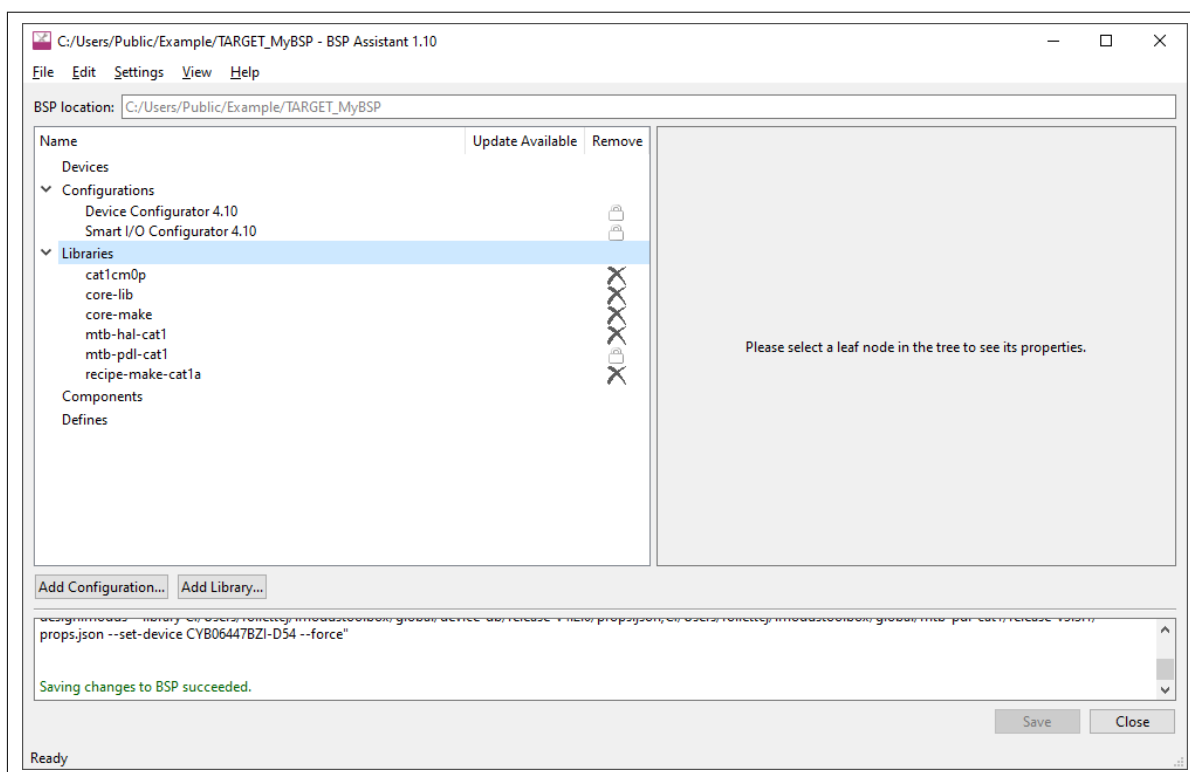 C:/Users/Public/Example/TARGET_MyBSP - BSP Assistant 1.10
File Edit Settings View Help
BSP location: C:/Users/Public/Example/TARGET_MyBSP
Name Update Available Remove
Devices
Configurations
Device Configurator 4.10
Smart I/O Configurator 4.10
Libraries
cat1cm0p
core-lib
core-make
mtb-hal-cat1
mtb-pdl-cat1
recipe-make-cat1a
Components
Defines
Please select a leaf node in the tree to see its properties.
Add Configuration... Add Library...
props.json --set-device CYB06447BZI-D54 --force"
Saving changes to BSP succeeded.
Save Close
Ready